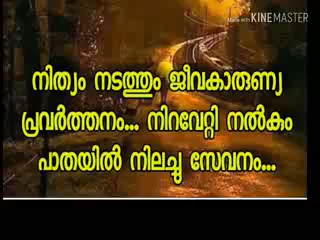 Made with KINEMASTER
നിത്യം നടത്തും ജീവകാരുണ്യ
പ്രവർത്തനം... നിറവേറ്റി നൽകും
പാതയിൽ നിലച്ചു സേവനം...